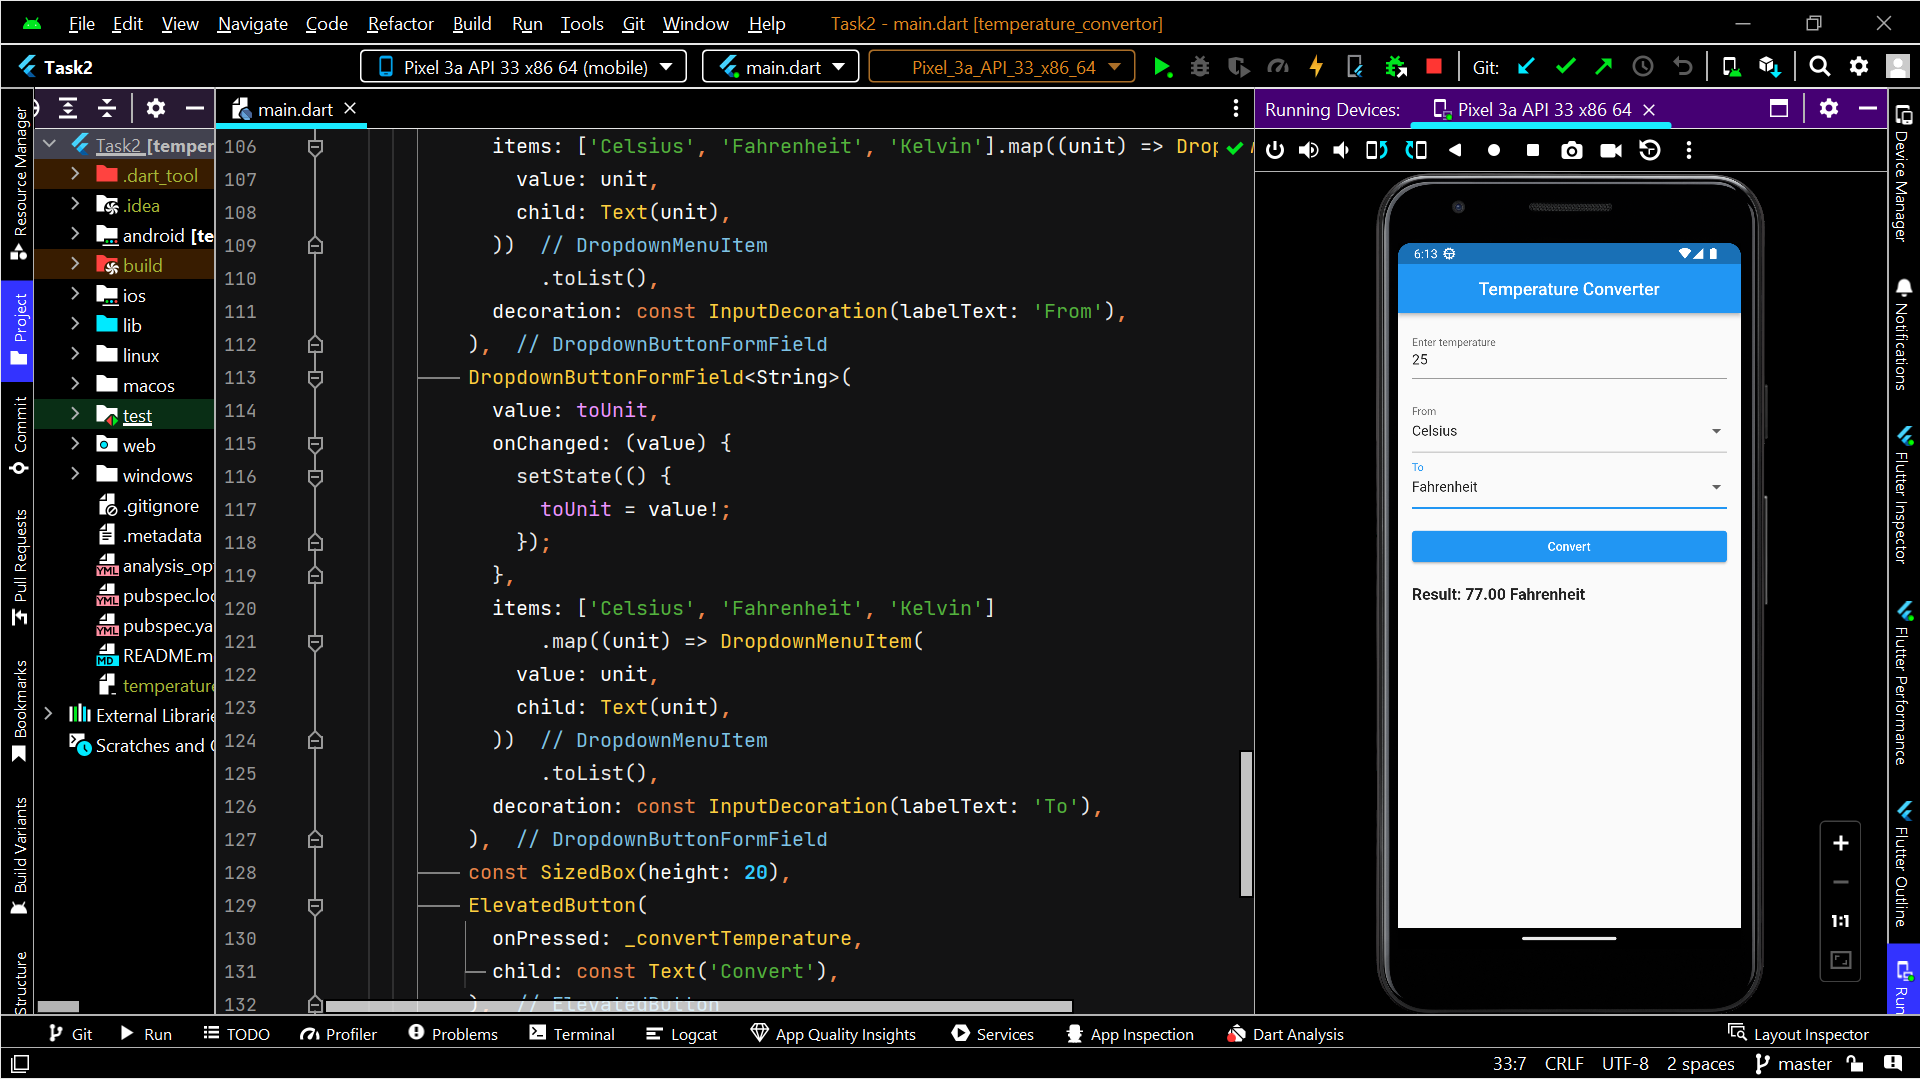 File Edit View Navigate Code Refactor Build Run Tools Git Window Help Task2 - main.dart [temperature_convertor]
Task2 Pixel 3a API 33 x86 64 (mobile) main.dart Pixel_3a_API_33_x86_64 Git:
main.dart
Running Devices: Pixel 3a API 33 x86 64
Resource Manager
Project
Commit
Pull Requests
Bookmarks
Build Variants
Structure
Task2 [temper
.dart_tool
.idea
android [te
build
ios
lib
linux
macos
test
web
windows
.gitignore
.metadata
analysis_op
pubspec.loc
pubspec.ya
README.m
temperature
External Librarie
Scratches and
106 items: ['Celsius', 'Fahrenheit', 'Kelvin'].map((unit) => Drop
107 value: unit,
108 child: Text(unit),
109 )) // DropdownMenuItem
110 .toList(),
111 decoration: const InputDecoration(labelText: 'From'),
112 ), // DropdownButtonFormField
113 DropdownButtonFormField<String>(
114 value: toUnit,
115 onChanged: (value) {
116 setState(() {
117 toUnit = value!;
118 });
119 },
120 items: ['Celsius', 'Fahrenheit', 'Kelvin']
121 .map((unit) => DropdownMenuItem(
122 value: unit,
123 child: Text(unit),
124 )) // DropdownMenuItem
125 .toList(),
126 decoration: const InputDecoration(labelText: 'To'),
127 ), // DropdownButtonFormField
128 const SizedBox(height: 20),
129 ElevatedButton(
130 onPressed: _convertTemperature,
131 child: const Text('Convert'),
132 ), // ElevatedButton
6:13
Temperature Converter
Enter temperature
25
From
Celsius
To
Fahrenheit
Convert
Result: 77.00 Fahrenheit
1:1
Device Manager
Notifications
Flutter Inspector
Flutter Performance
Flutter Outline
Run
Git Run TODO Profiler Problems Terminal Logcat App Quality Insights Services App Inspection Dart Analysis Layout Inspector
33:7 CRLF UTF-8 2 spaces master